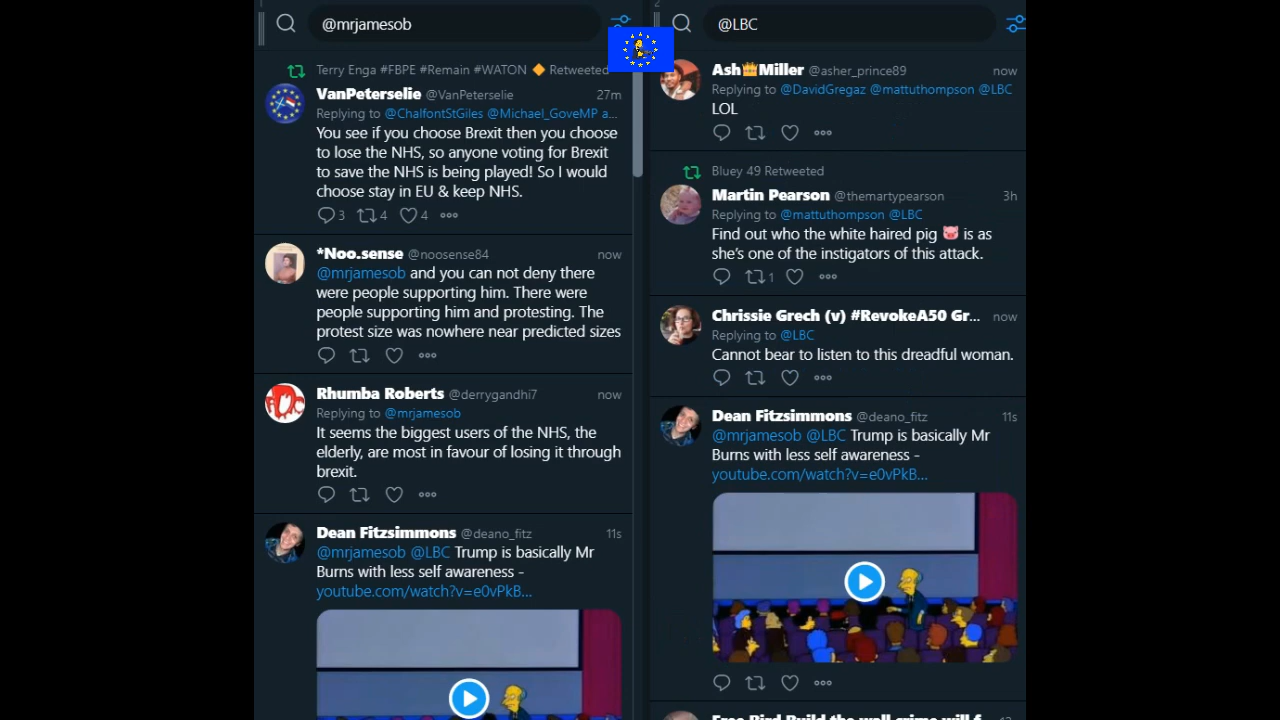 1
@mrjamesob
Terry Enga #FBPE #Remain #WATON 🔶 Retweeted
VanPeterselie @VanPeterselie 27m
Replying to @ChalfontStGiles @Michael_GoveMP a...
You see if you choose Brexit then you choose
to lose the NHS, so anyone voting for Brexit
to save the NHS is being played! So I would
choose stay in EU & keep NHS.
3 4 4
*Noo.sense @noosense84 now
@mrjamesob and you can not deny there
were people supporting him. There were
people supporting him and protesting. The
protest size was nowhere near predicted sizes
Rhumba Roberts @derrygandhi7 now
Replying to @mrjamesob
It seems the biggest users of the NHS, the
elderly, are most in favour of losing it through
brexit.
Dean Fitzsimmons @deano_fitz 11s
@mrjamesob @LBC Trump is basically Mr
Burns with less self awareness -
youtube.com/watch?v=e0vPkB...
2
@LBC
Ash👑Miller @asher_prince89 now
Replying to @DavidGregaz @mattuthompson @LBC
LOL
Bluey 49 Retweeted
Martin Pearson @themartypearson 3h
Replying to @mattuthompson @LBC
Find out who the white haired pig 🐷 is as
she's one of the instigators of this attack.
1
Chrissie Grech (v) #RevokeA50 Gr... now
Replying to @LBC
Cannot bear to listen to this dreadful woman.
Dean Fitzsimmons @deano_fitz 11s
@mrjamesob @LBC Trump is basically Mr
Burns with less self awareness -
youtube.com/watch?v=e0vPkB...
Free Bird Build the wall crime will f...